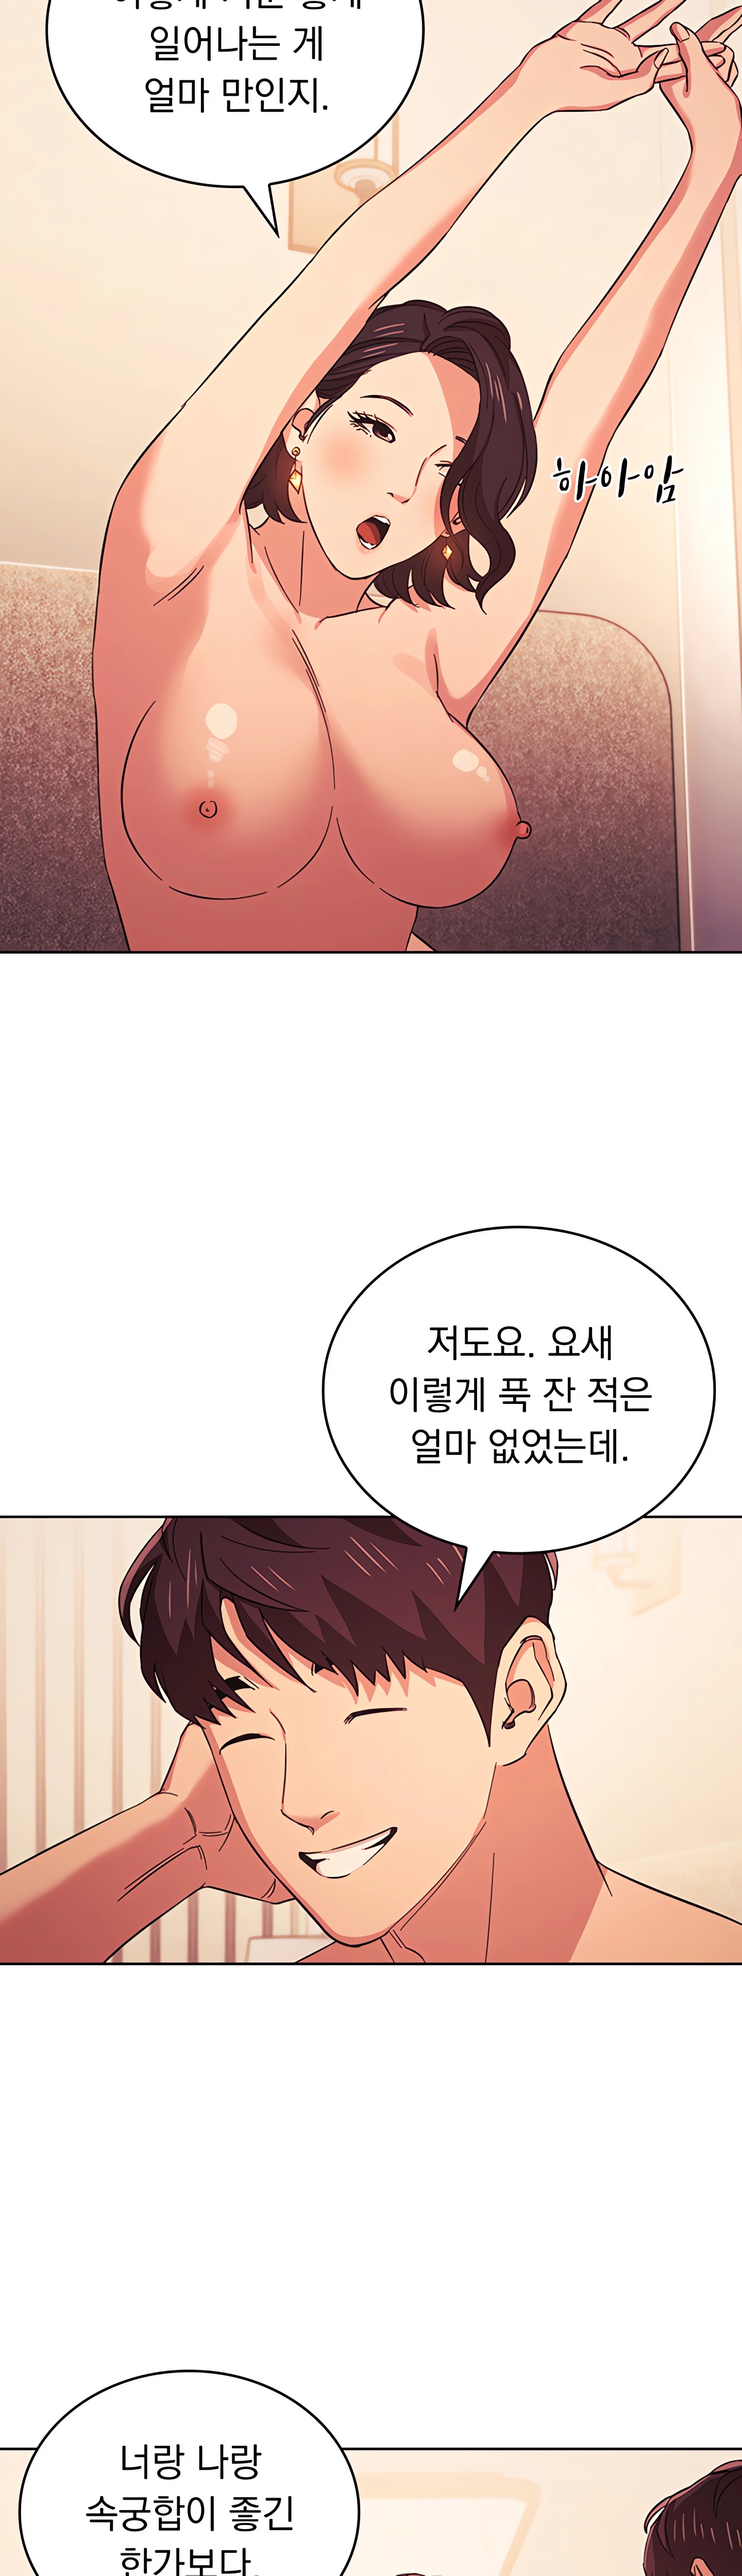 일어나는 게
얼마 만인지.
하아암
저도요. 요새
이렇게 푹 잔 적은
얼마 없었는데.
너랑 나랑
속궁합이 좋긴
한가보다.